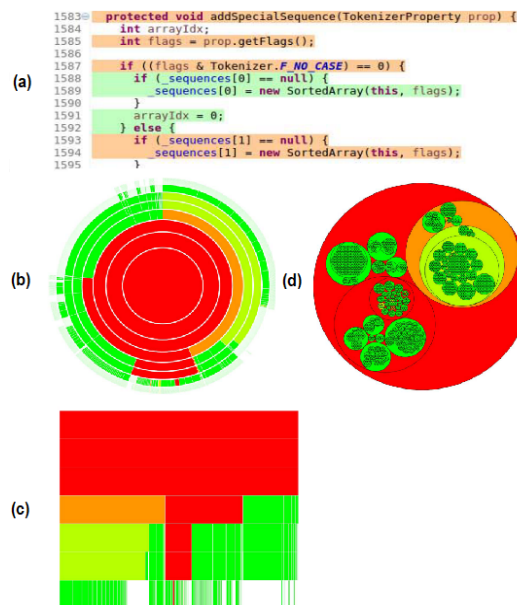 (a)
1583 protected void addSpecialSequence(TokenizerProperty prop) {
1584 int arrayIdx;
1585 int flags = prop.getFlags();
1586
1587 if ((flags & Tokenizer.F_NO_CASE) == 0) {
1588 if (_sequences[0] == null) {
1589 _sequences[0] = new SortedArray(this, flags);
1590 }
1591 arrayIdx = 0;
1592 } else {
1593 if (_sequences[1] == null) {
1594 _sequences[1] = new SortedArray(this, flags);
1595 }
(b)
(d)
(c)